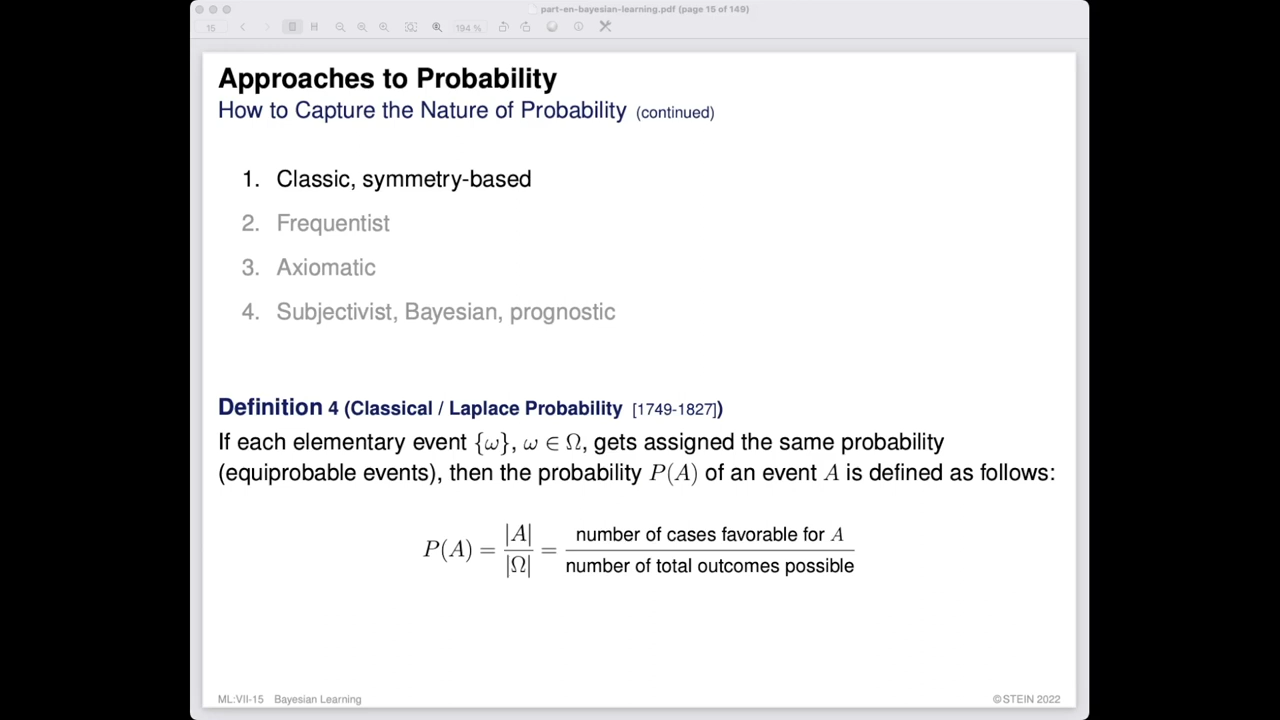 part-en-bayesian-learning.pdf (page 15 of 149)
15
194 %
Approaches to Probability
How to Capture the Nature of Probability (continued)
1. Classic, symmetry-based
2. Frequentist
3. Axiomatic
4. Subjectivist, Bayesian, prognostic
Definition 4 (Classical / Laplace Probability [1749-1827])
If each elementary event {ω}, ω ∈ Ω, gets assigned the same probability
(equiprobable events), then the probability P(A) of an event A is defined as follows:
P(A) = |A| / |Ω| = number of cases favorable for A / number of total outcomes possible
ML:VII-15 Bayesian Learning
©STEIN 2022